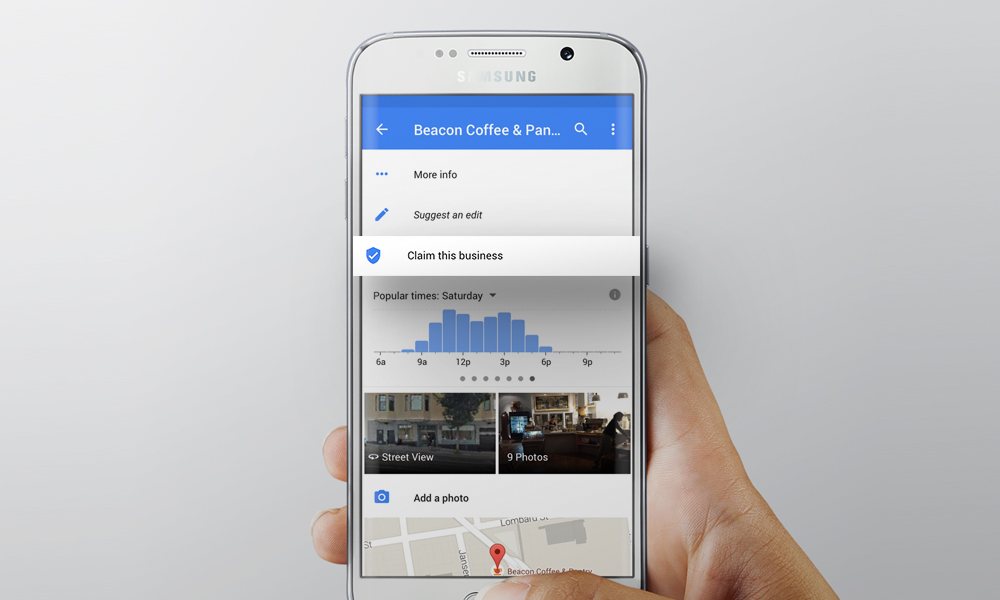 SAMSUNG
Beacon Coffee & Pan...
More info
Suggest an edit
Claim this business
Popular times: Saturday
6a 9a 12p 3p 6p 9p
Street View
9 Photos
Add a photo
Lombard St
St
Jansen
Beacon Coffee & Pantry